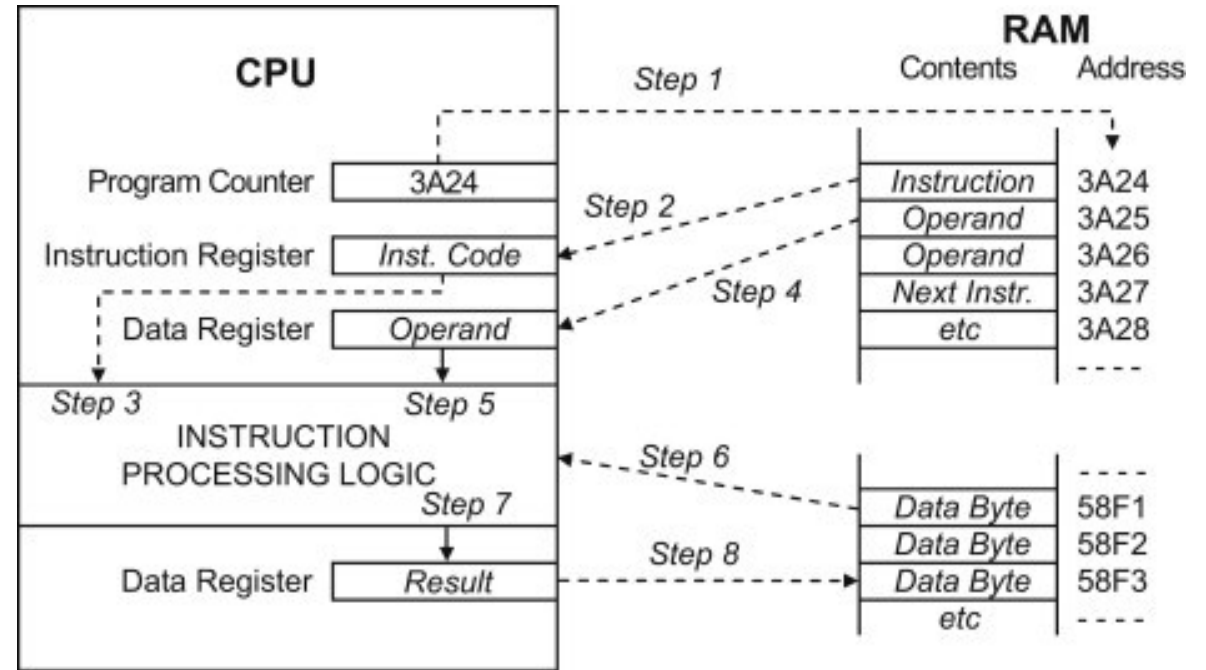 RAM
CPU Step 1 Contents Address
Program Counter 3A24 Instruction 3A24
Step 2 Operand 3A25
Instruction Register Inst. Code Operand 3A26
Step 4 Next Instr. 3A27
Data Register Operand etc 3A28
----
Step 3 Step 5
INSTRUCTION
PROCESSING LOGIC
Step 6 ----
Step 7 Data Byte 58F1
Data Byte 58F2
Step 8
Data Register Result Data Byte 58F3
etc ----